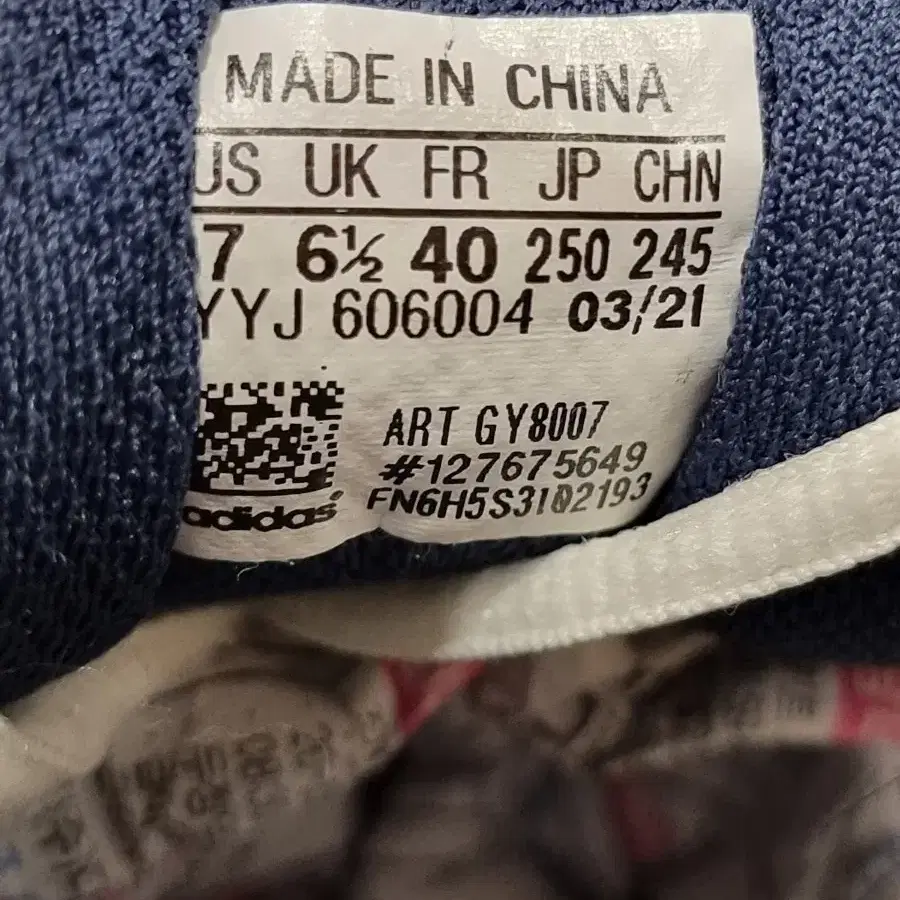 MADE IN CHINA
US UK FR JP CHN
7 6½ 40 250 245
YYJ 606004 03/21
ART GY8007
#127675649
FN6H5S3102193
adidas®